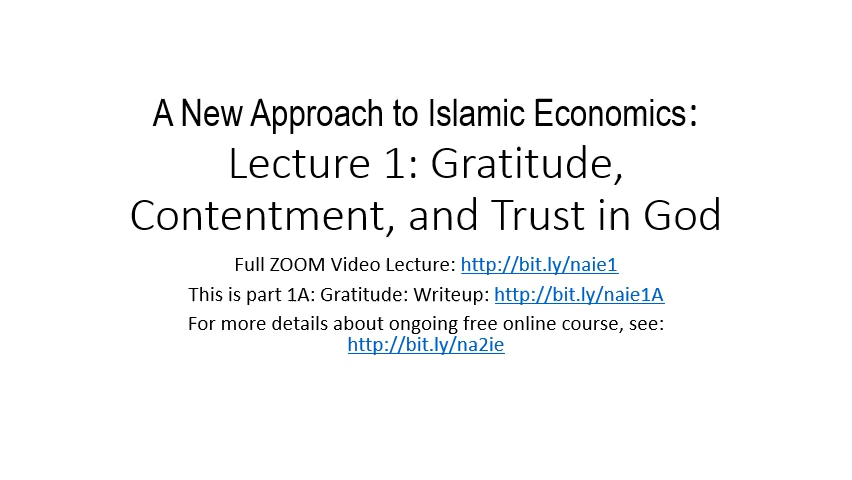 A New Approach to Islamic Economics:
Lecture 1: Gratitude,
Contentment, and Trust in God
Full ZOOM Video Lecture: http://bit.ly/naie1
This is part 1A: Gratitude: Writeup: http://bit.ly/naie1A
For more details about ongoing free online course, see:
http://bit.ly/na2ie